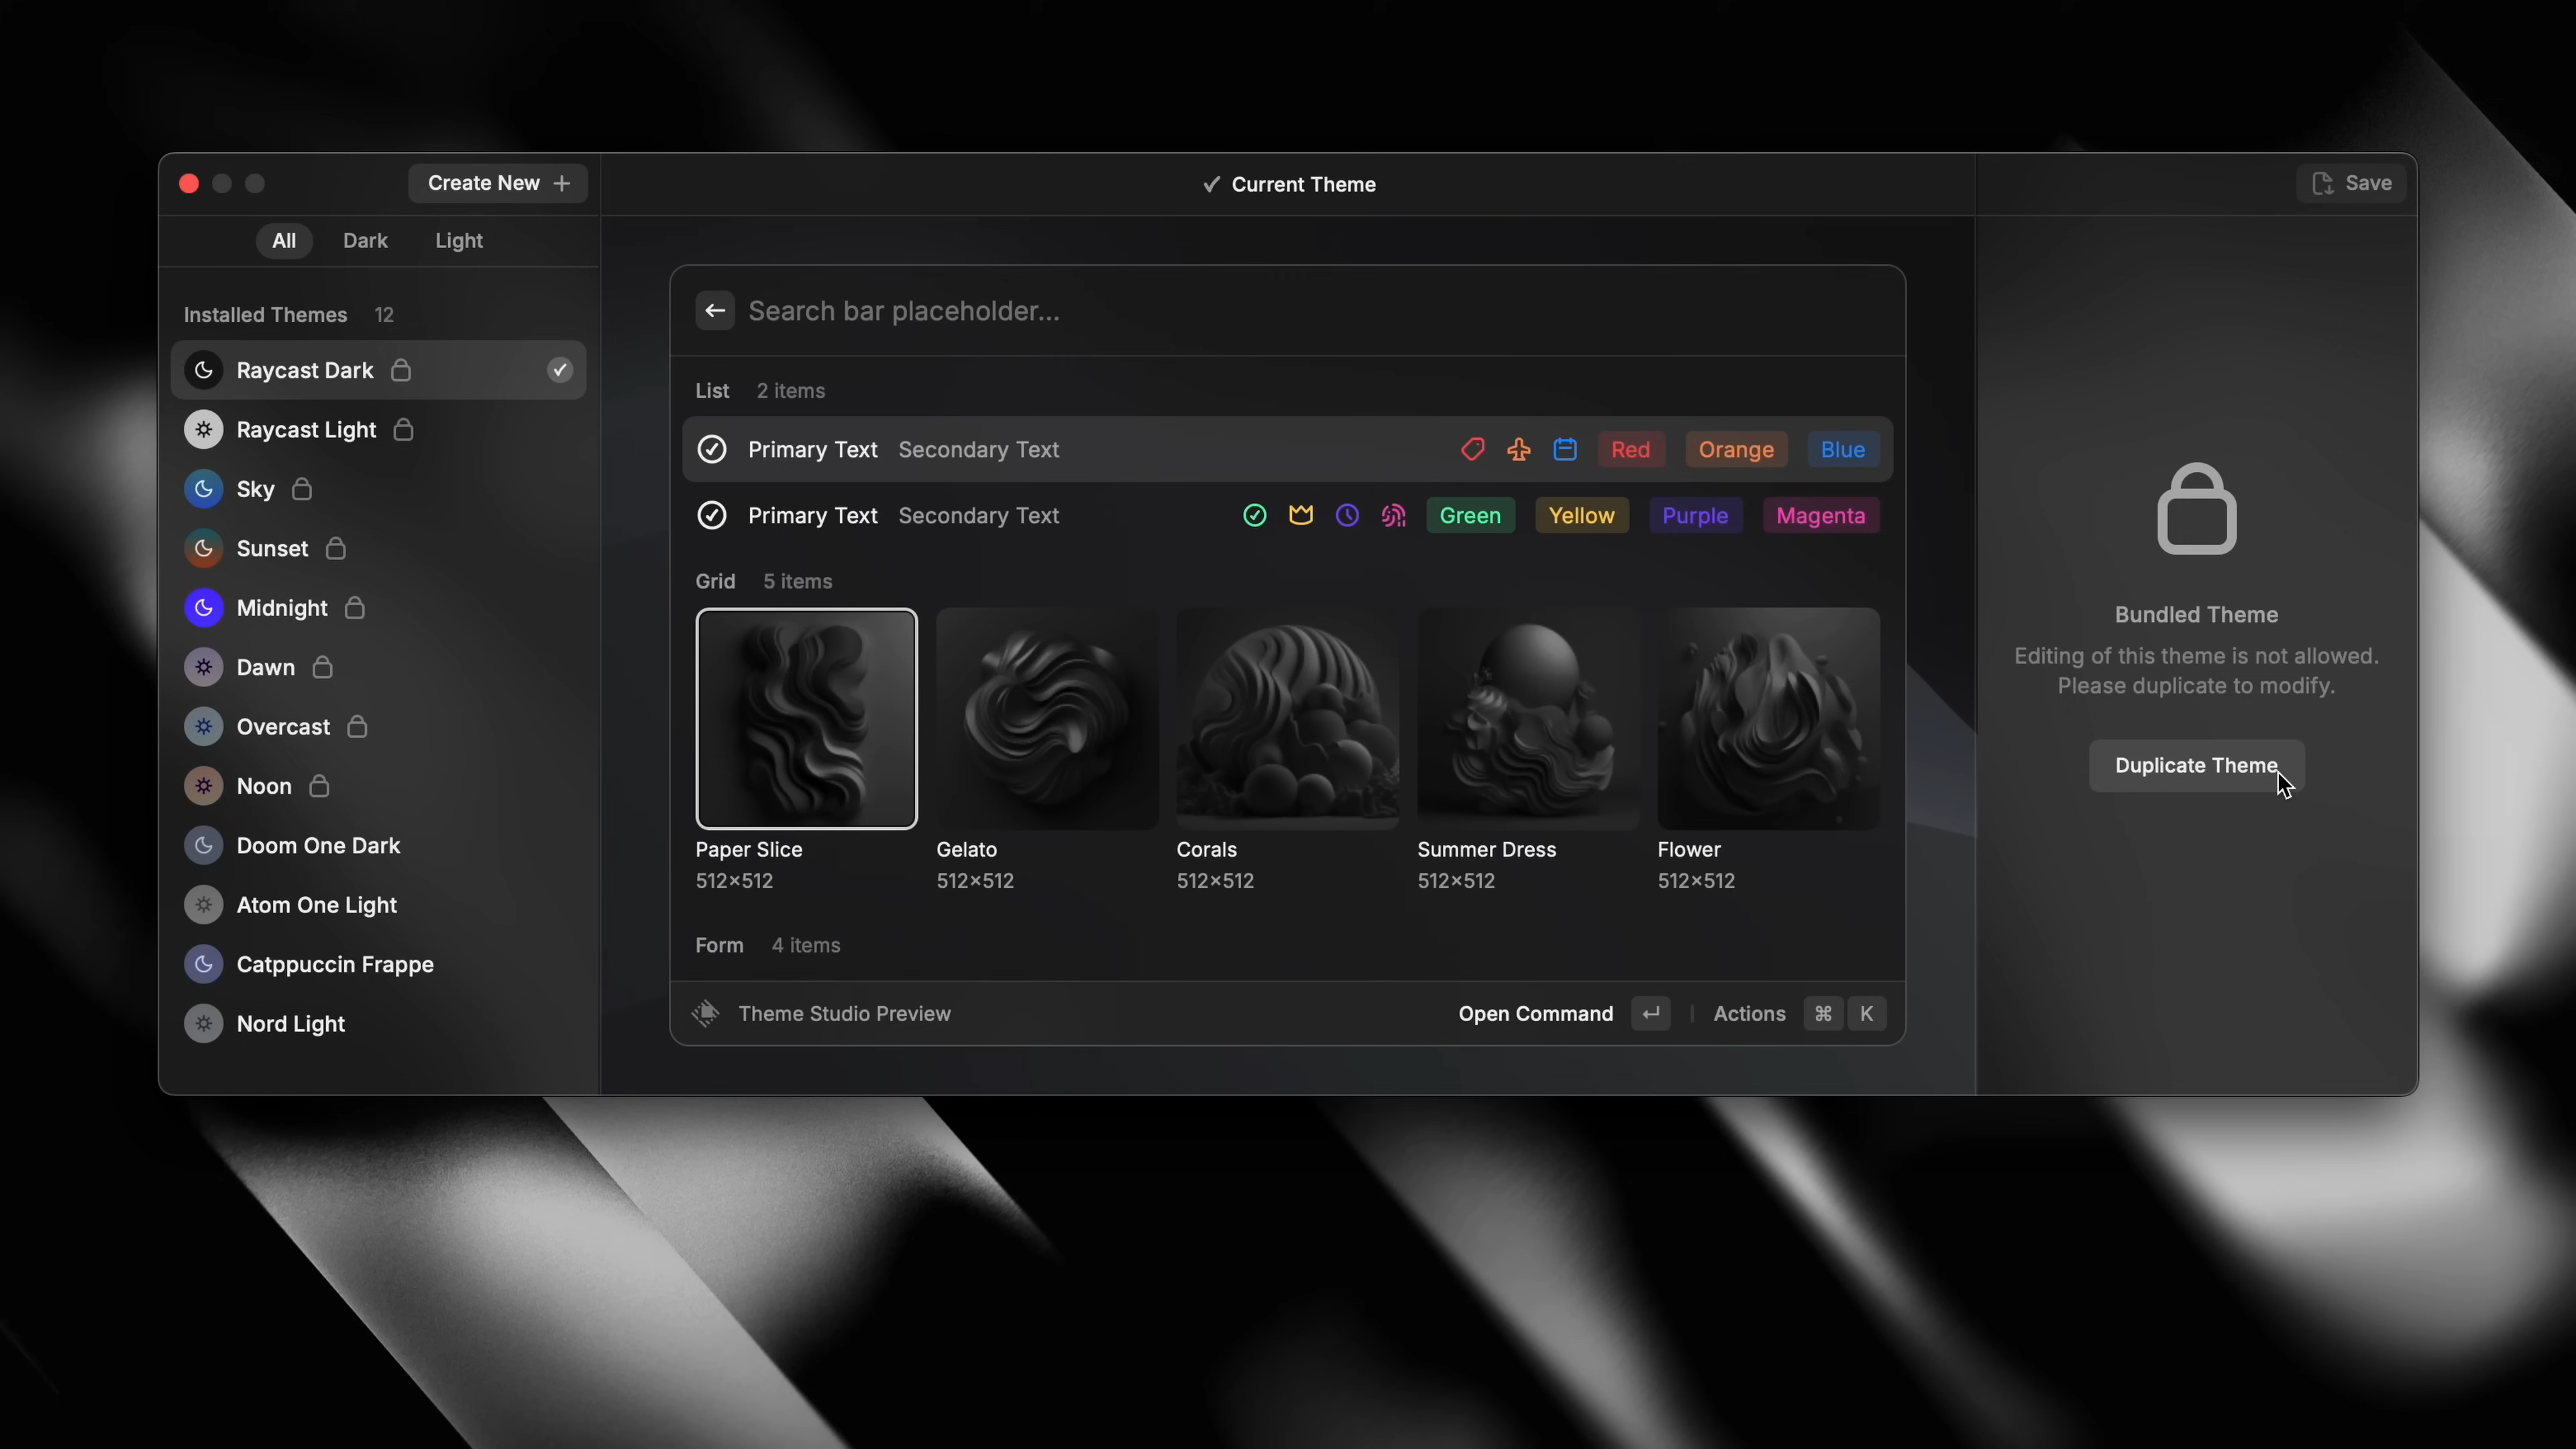 Create New
All Dark Light
Installed Themes 12
Raycast Dark
Raycast Light
Sky
Sunset
Midnight
Dawn
Overcast
Noon
Doom One Dark
Atom One Light
Catppuccin Frappe
Nord Light
Current Theme
Search bar placeholder...
List 2 items
Primary Text Secondary Text Red Orange Blue
Primary Text Secondary Text Green Yellow Purple Magenta
Grid 5 items
Paper Slice
512×512
Gelato
512×512
Corals
512×512
Summer Dress
512×512
Flower
512×512
Form 4 items
Theme Studio Preview
Open Command ↵ | Actions ⌘ K
Save
Bundled Theme
Editing of this theme is not allowed.
Please duplicate to modify.
Duplicate Theme